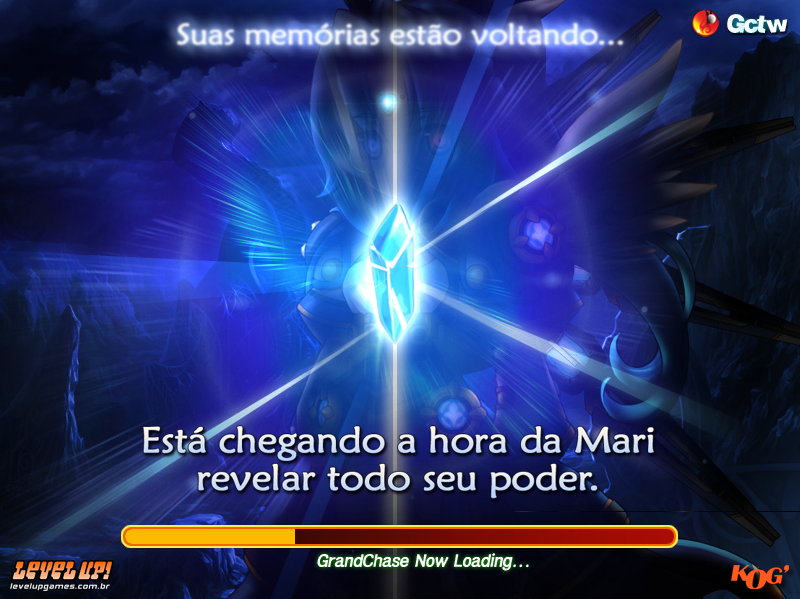 Suas memórias estão voltando...
Gctw
Está chegando a hora da Mari
revelar todo seu poder.
GrandChase Now Loading...
LEVEL UP!
levelupgames.com.br
KOG'